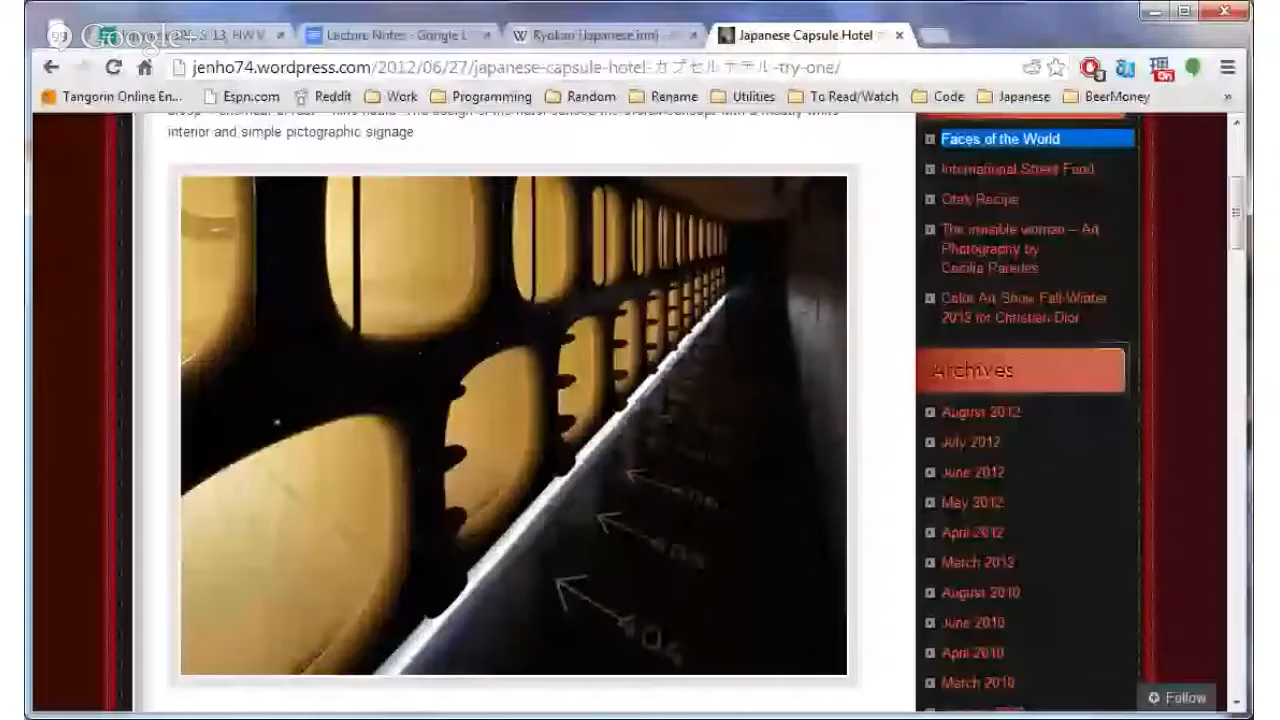 Google+
Lecture Notes - Google L
Ryokan (Japanese inn) -
Japanese Capsule Hotel
jenho74.wordpress.com/2012/06/27/japanese-capsule-hotel-カプセルホテル-try-one/
Tangorin Online En...
Espn.com
Reddit
Work
Programming
Random
Rename
Utilities
To Read/Watch
Code
Japanese
BeerMoney
»
interior and simple pictographic signage
404
Faces of the World
International Street Food
Otak Recipe
The invisible woman – Art
Photography by
Cecilia Paredes
Color Art Show Fall-Winter
2012 for Christian Dior
Archives
August 2012
July 2012
June 2012
May 2012
April 2012
March 2012
August 2010
June 2010
April 2010
March 2010
Follow